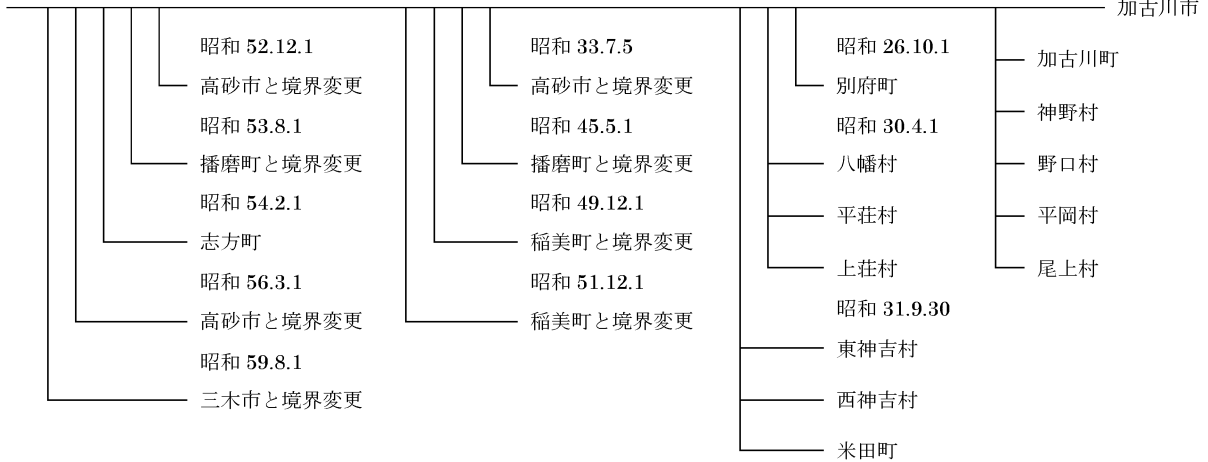 加古川市
加古川町
神野村
野口村
平岡村
尾上村
昭和 26.10.1
別府町
昭和 30.4.1
八幡村
平荘村
上荘村
昭和 31.9.30
東神吉村
西神吉村
米田町
昭和 33.7.5
高砂市と境界変更
昭和 45.5.1
播磨町と境界変更
昭和 49.12.1
稲美町と境界変更
昭和 51.12.1
稲美町と境界変更
昭和 52.12.1
高砂市と境界変更
昭和 53.8.1
播磨町と境界変更
昭和 54.2.1
志方町
昭和 56.3.1
高砂市と境界変更
昭和 59.8.1
三木市と境界変更